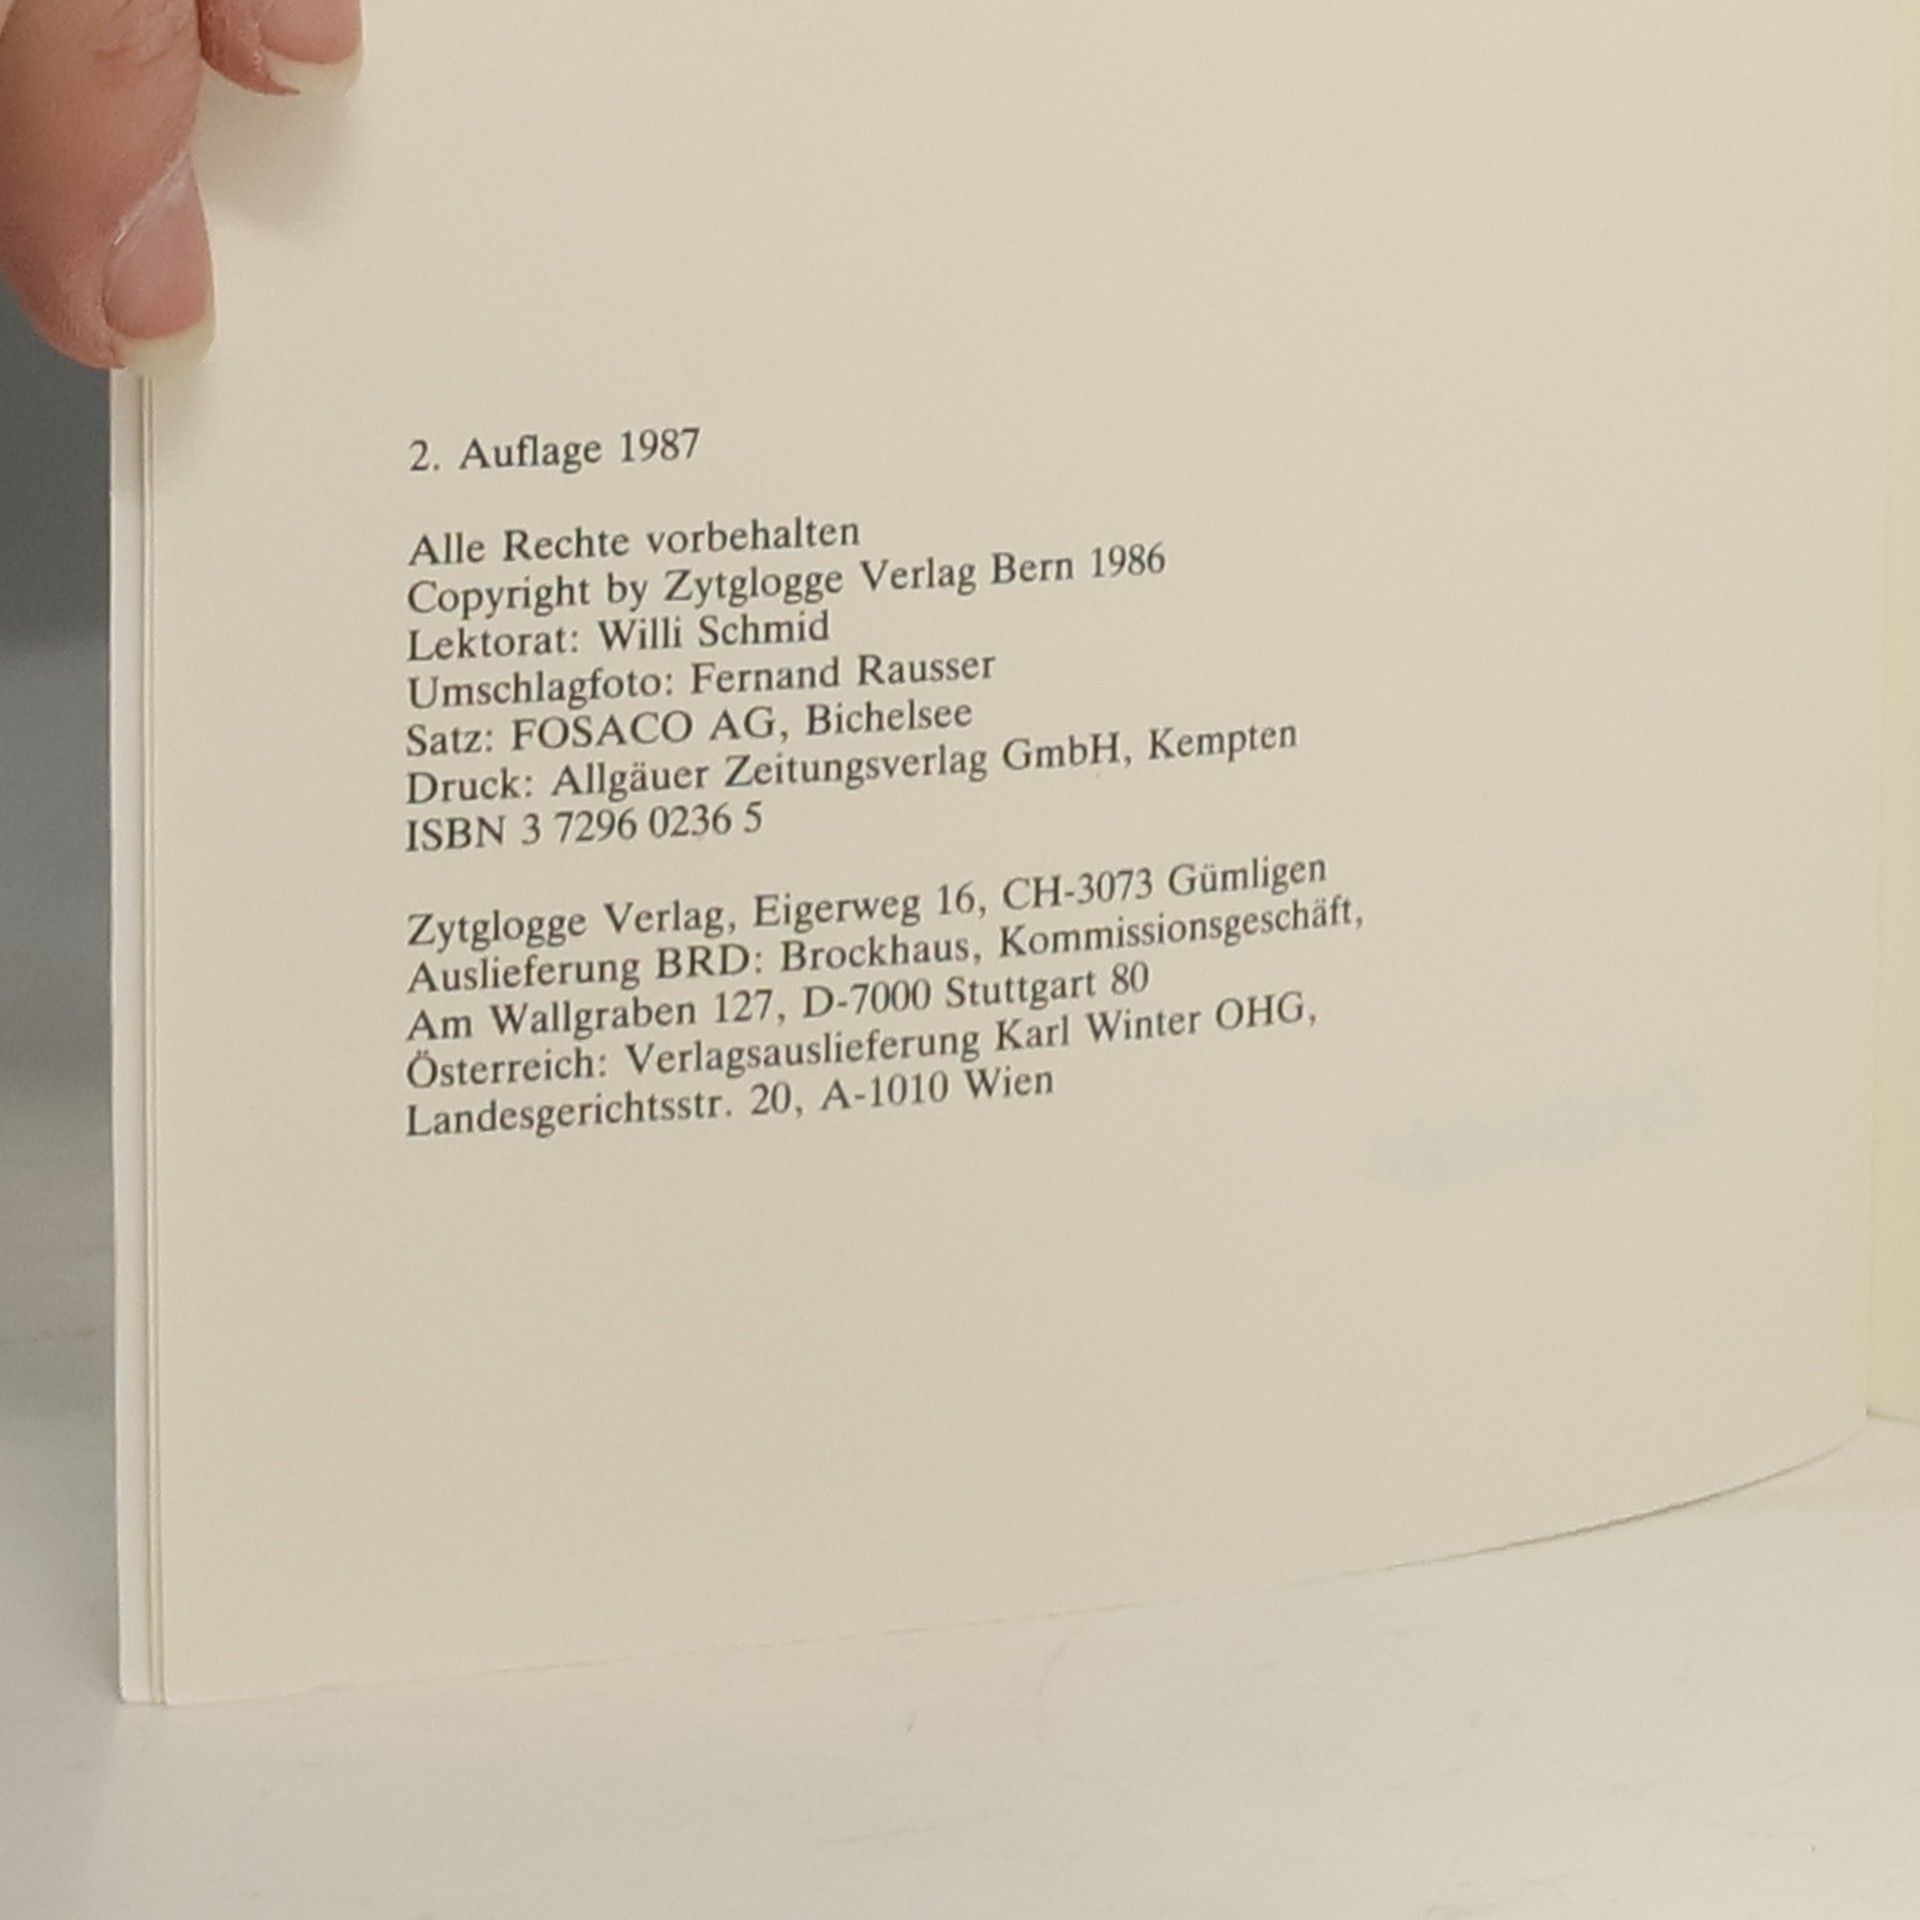 2. Auflage 1987
Alle Rechte vorbehalten
Copyright by Zytglogge Verlag Bern 1986
Lektorat: Willi Schmid
Umschlagfoto: Fernand Rausser
Satz: FOSACO AG, Bichelsee
Druck: Allgäuer Zeitungsverlag GmbH, Kempten
ISBN 3 7296 0236 5
Zytglogge Verlag, Eigerweg 16, CH-3073 Gümligen
Auslieferung BRD: Brockhaus, Kommissionsgeschäft,
Am Wallgraben 127, D-7000 Stuttgart 80
Österreich: Verlagsauslieferung Karl Winter OHG,
Landesgerichtsstr. 20, A-1010 Wien